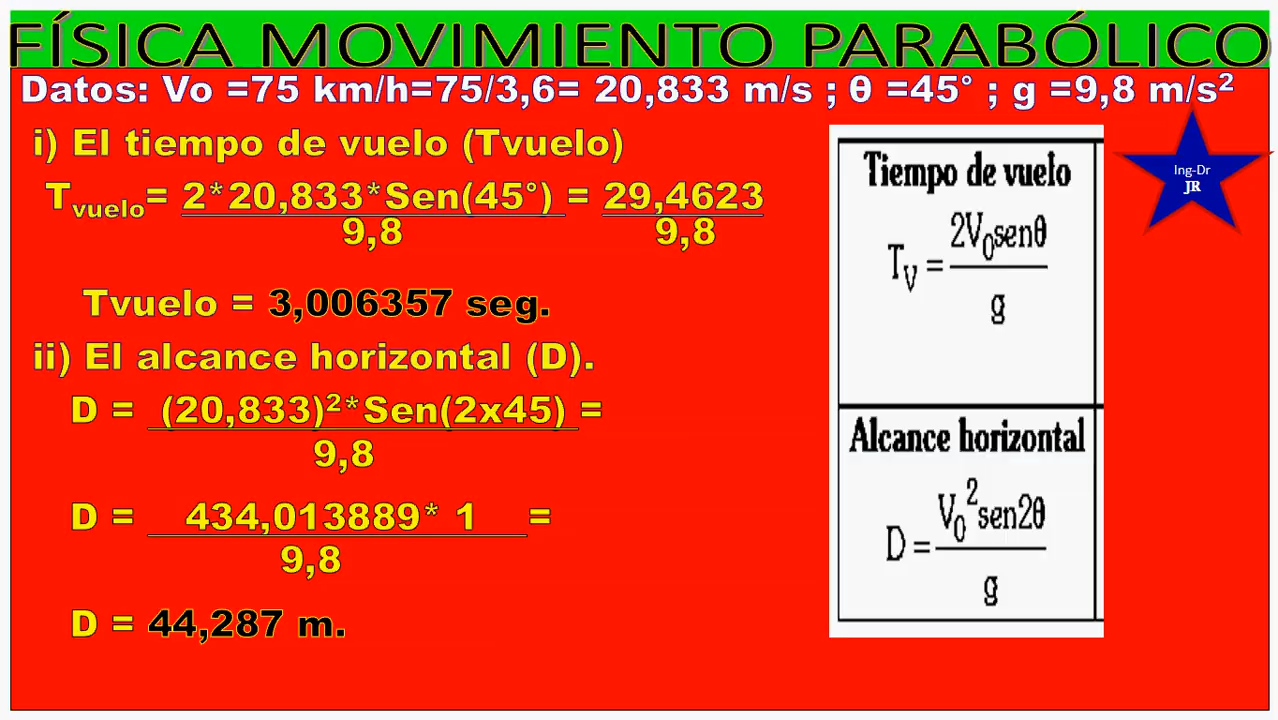 FÍSICA MOVIMIENTO PARABÓLICO
Datos: Vo =75 km/h=75/3,6= 20,833 m/s ; θ =45° ; g =9,8 m/s²
i) El tiempo de vuelo (Tvuelo)
Tvuelo= 2*20,833*Sen(45°) = 29,4623
9,8 9,8
Tvuelo = 3,006357 seg.
ii) El alcance horizontal (D).
D = (20,833)²*Sen(2x45) =
9,8
D = 434,013889* 1 =
9,8
D = 44,287 m.
Tiempo de vuelo
2V₀senθ
Tv =
g
Alcance horizontal
V₀²sen2θ
D =
g
Ing-Dr
JR